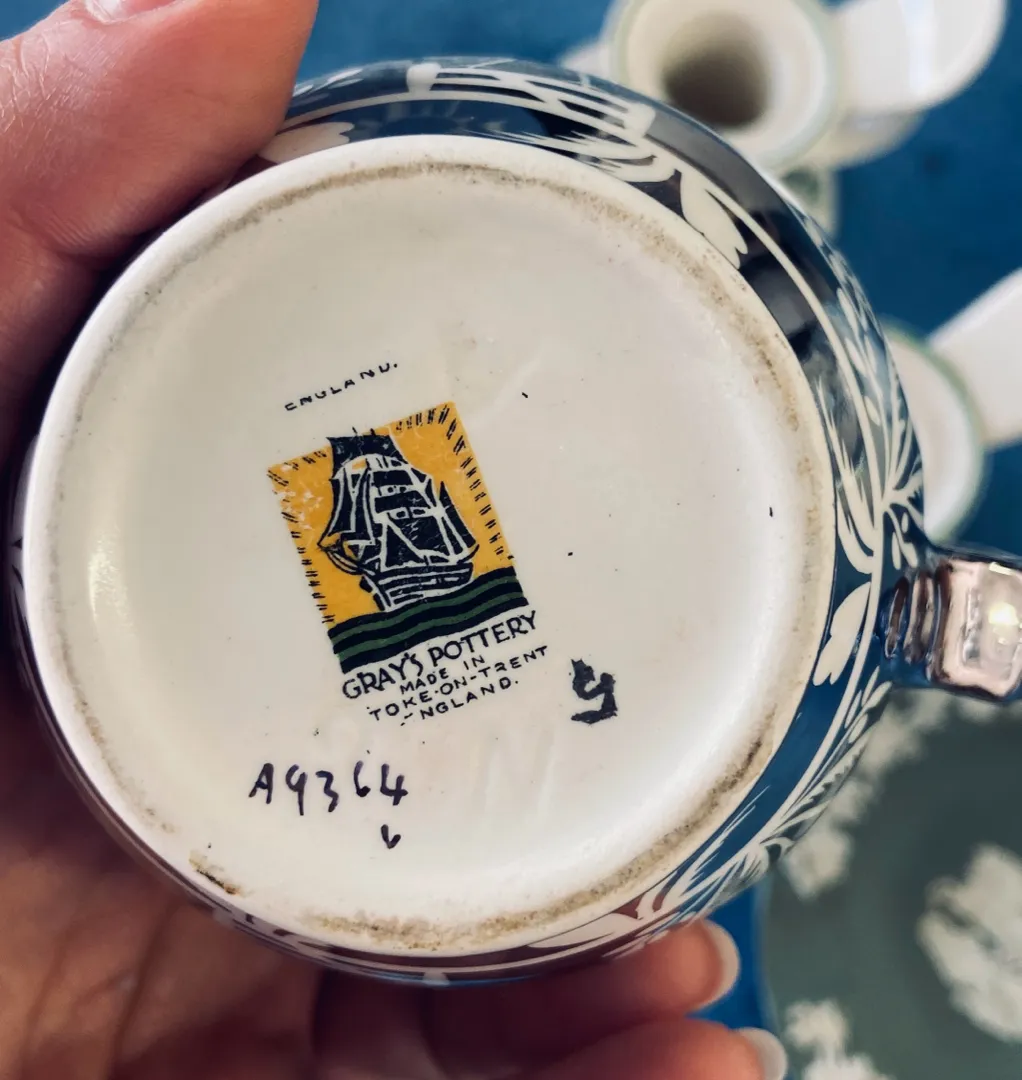 ENGLAND.
GRAY'S POTTERY
MADE IN
TOKE-ON-TRENT
NGLAND.
A9364